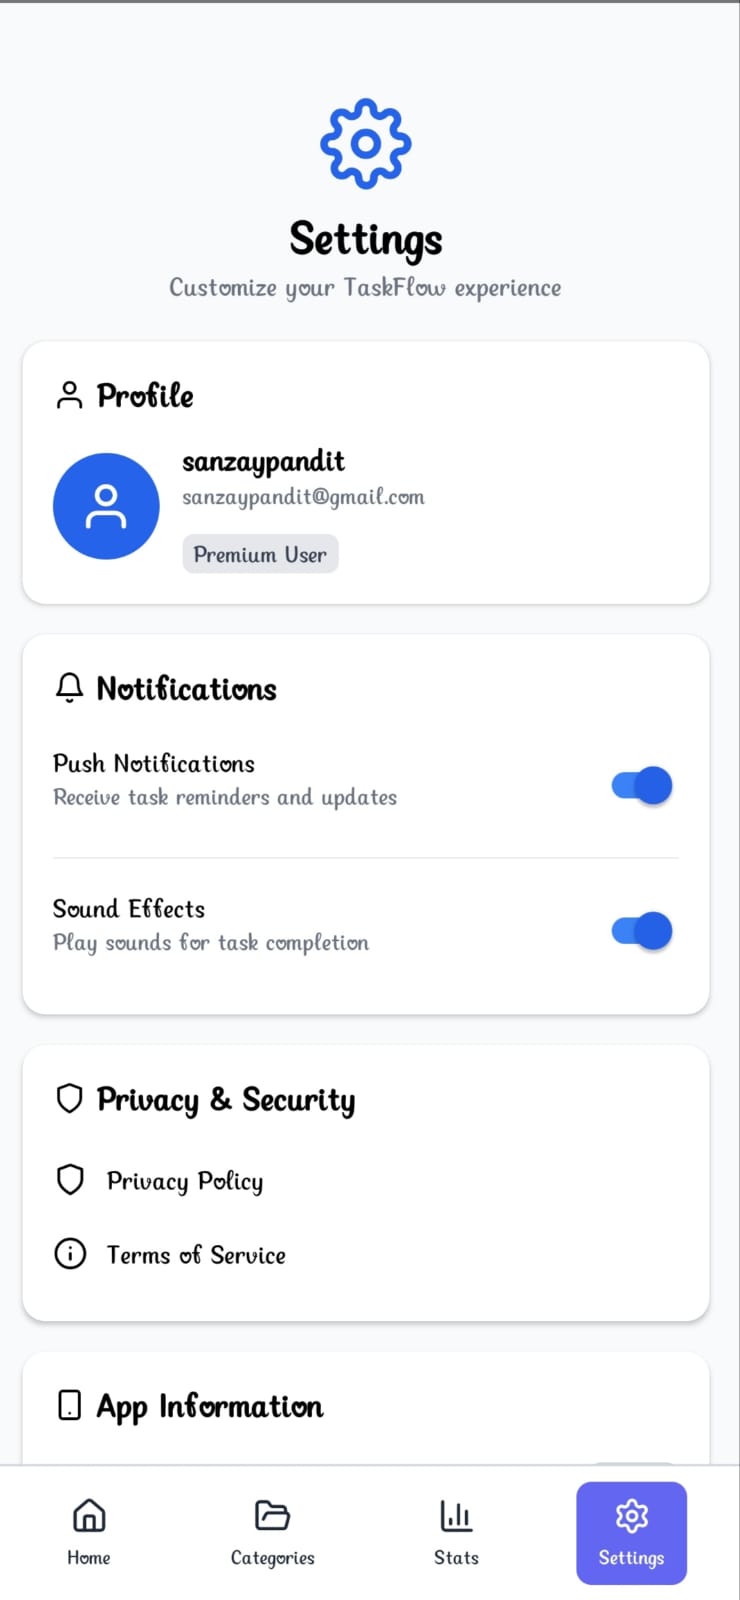 Settings
Customize your TaskFlow experience
Profile
sanzaypandit
sanzaypandit@gmail.com
Premium User
Notifications
Push Notifications
Receive task reminders and updates
Sound Effects
Play sounds for task completion
Privacy & Security
Privacy Policy
Terms of Service
App Information
Home
Categories
Stats
Settings